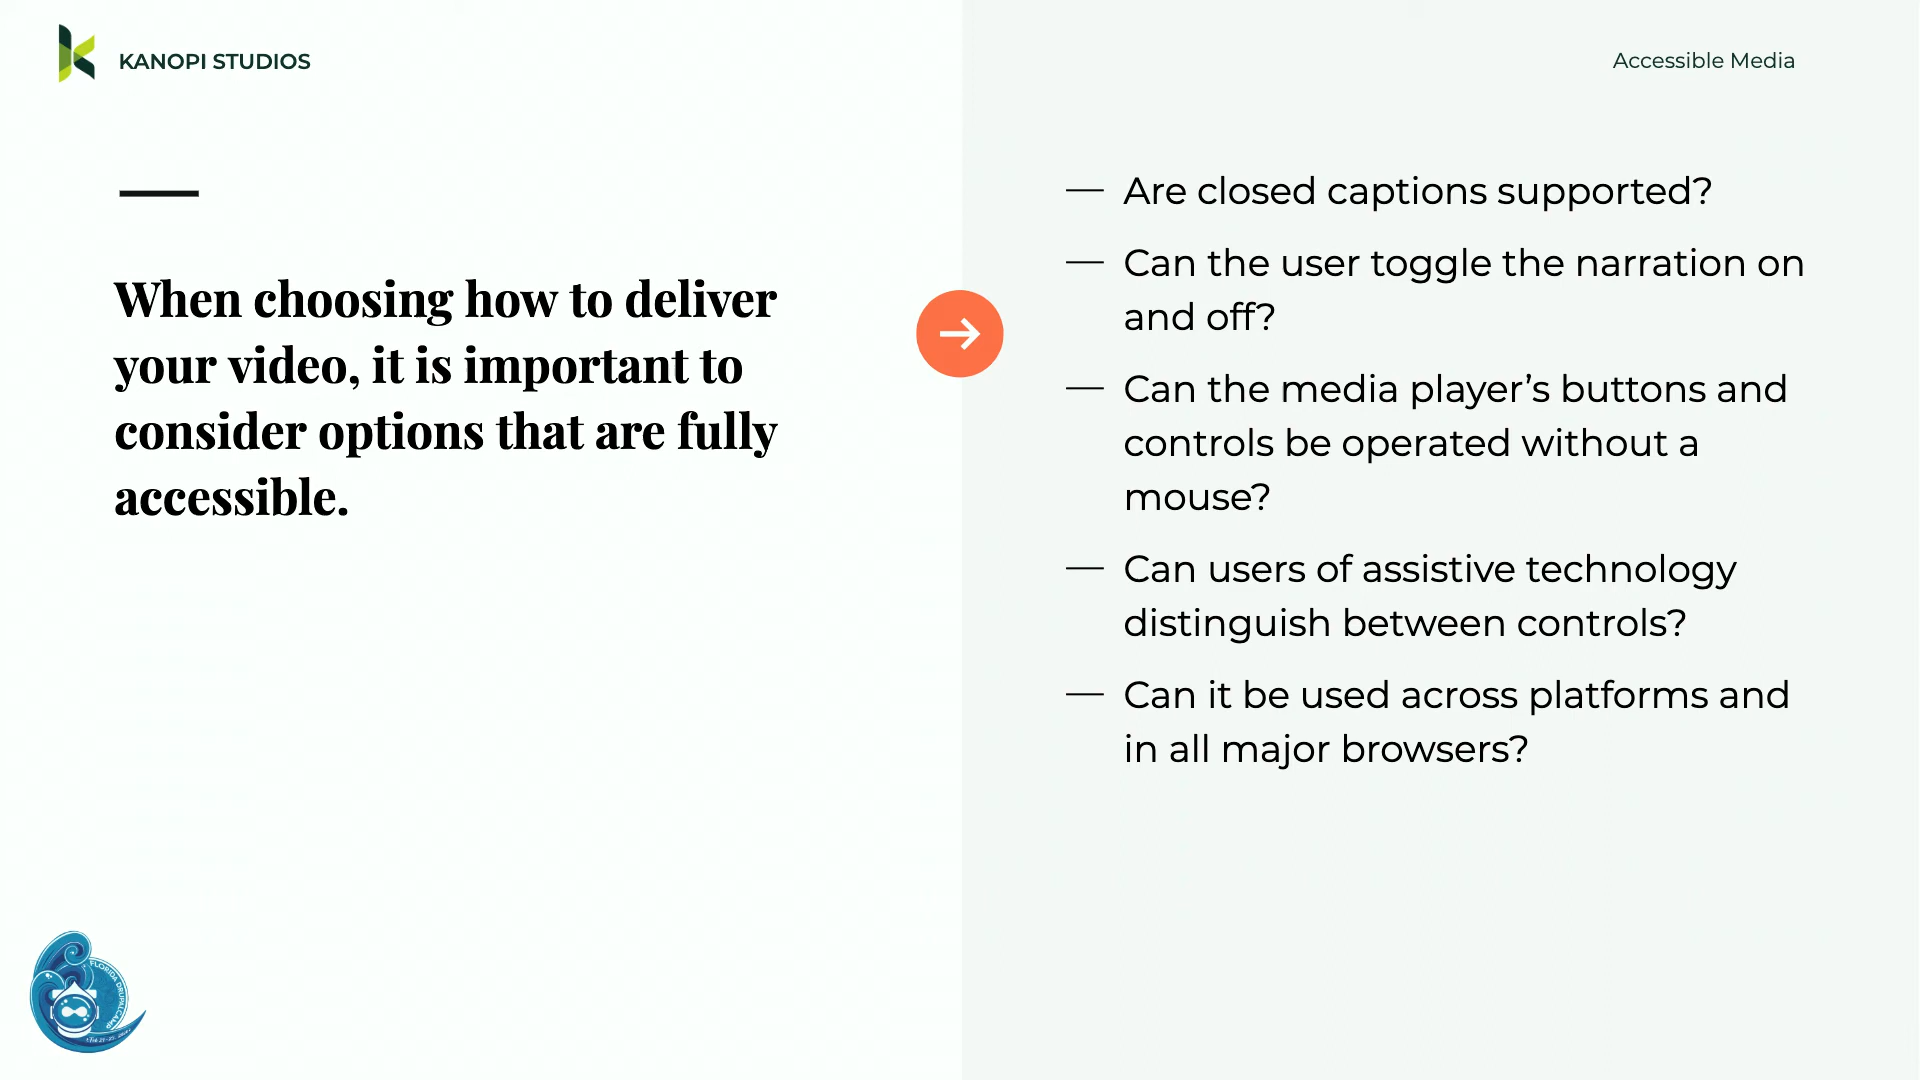 KANOPI STUDIOS
Accessible Media
When choosing how to deliver
your video, it is important to
consider options that are fully
accessible.
— Are closed captions supported?
— Can the user toggle the narration on
and off?
— Can the media player’s buttons and
controls be operated without a
mouse?
— Can users of assistive technology
distinguish between controls?
— Can it be used across platforms and
in all major browsers?
FLORIDA DRUPALCAMP